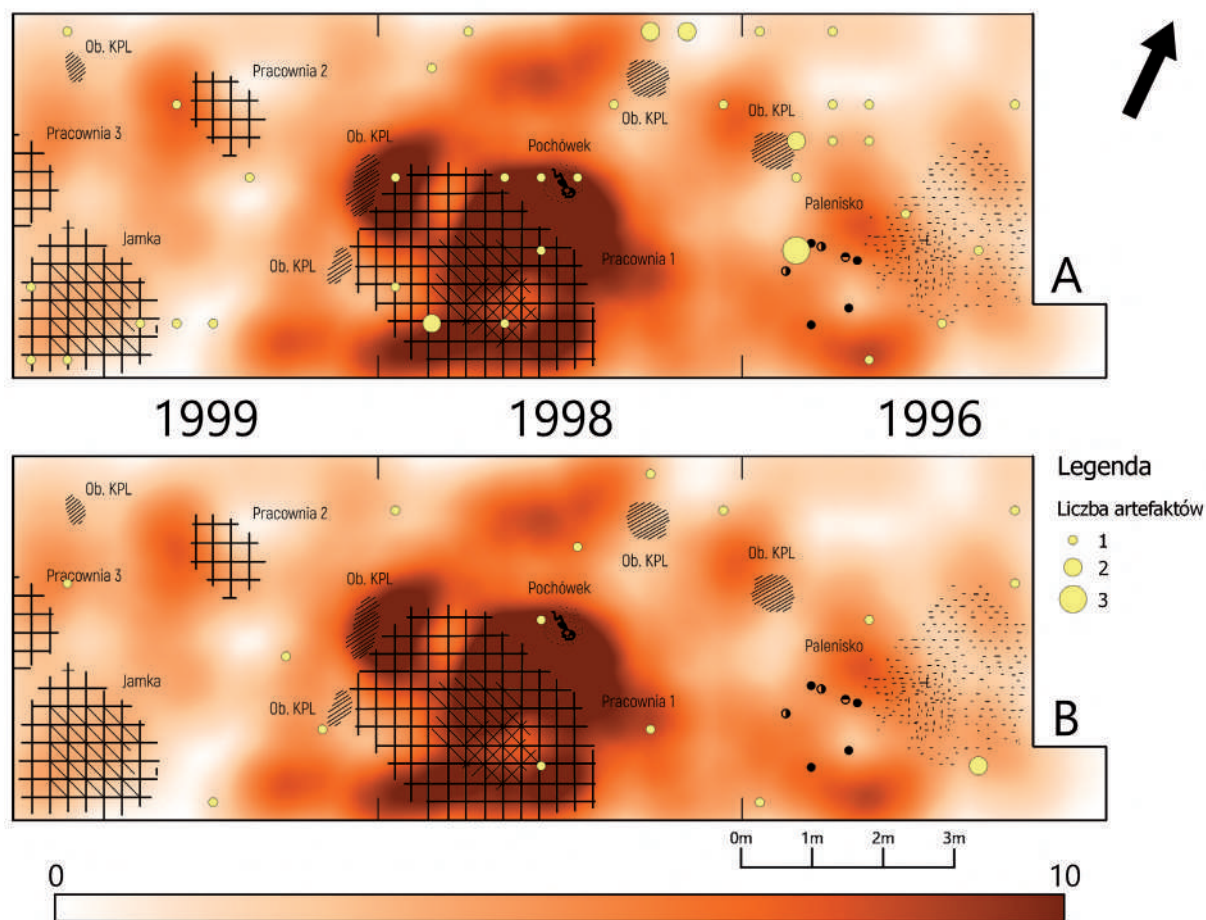 Ob. KPL
Pracownia 2
Ob. KPL
Pracownia 3
Ob. KPL
Pochówek
Ob. KPL
Palenisko
Jamka
Ob. KPL
Pracownia 1
A
1999
1998
1996
Ob. KPL
Pracownia 2
Ob. KPL
Pracownia 3
Ob. KPL
Pochówek
Ob. KPL
Palenisko
Jamka
Ob. KPL
Pracownia 1
B
Legenda
Liczba artefaktów
1
2
3
0m
1m
2m
3m
0
10